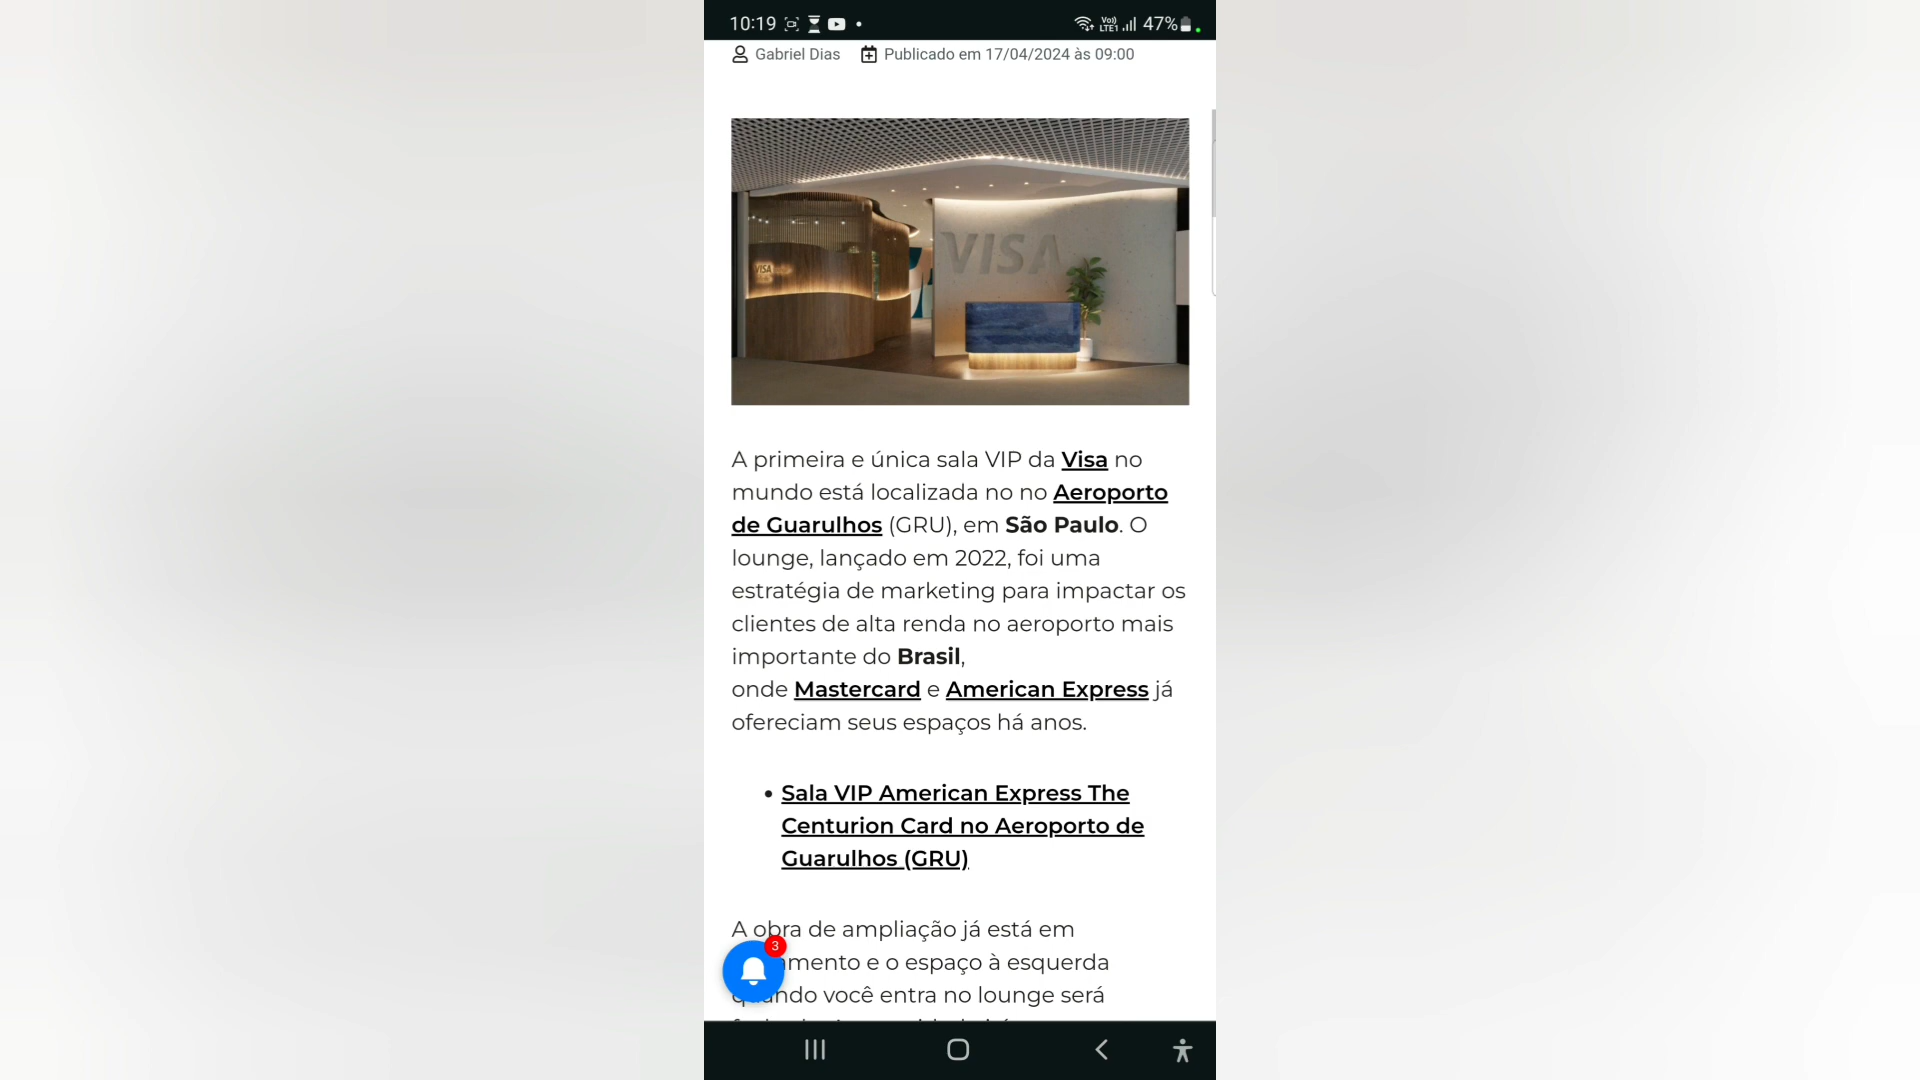 10:19
Vo)) LTE1 47%
Gabriel Dias Publicado em 17/04/2024 às 09:00
VISA
VISA
A primeira e única sala VIP da Visa no
mundo está localizada no no Aeroporto
de Guarulhos (GRU), em São Paulo. O
lounge, lançado em 2022, foi uma
estratégia de marketing para impactar os
clientes de alta renda no aeroporto mais
importante do Brasil,
onde Mastercard e American Express já
ofereciam seus espaços há anos.
• Sala VIP American Express The
Centurion Card no Aeroporto de
Guarulhos (GRU)
A obra de ampliação já está em
3
e o espaço à esquerda
você entra no lounge será